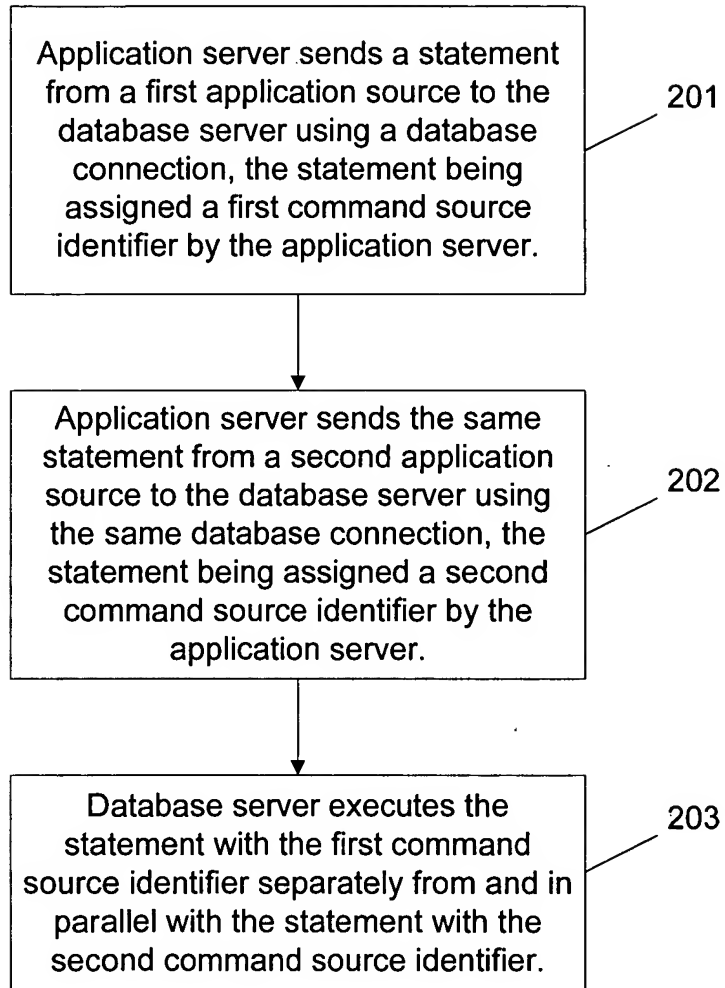 Application server sends a statement
from a first application source to the
database server using a database
connection, the statement being
assigned a first command source
identifier by the application server.
201
Application server sends the same
statement from a second application
source to the database server using
the same database connection, the
statement being assigned a second
command source identifier by the
application server.
202
Database server executes the
statement with the first command
source identifier separately from and in
parallel with the statement with the
second command source identifier.
203